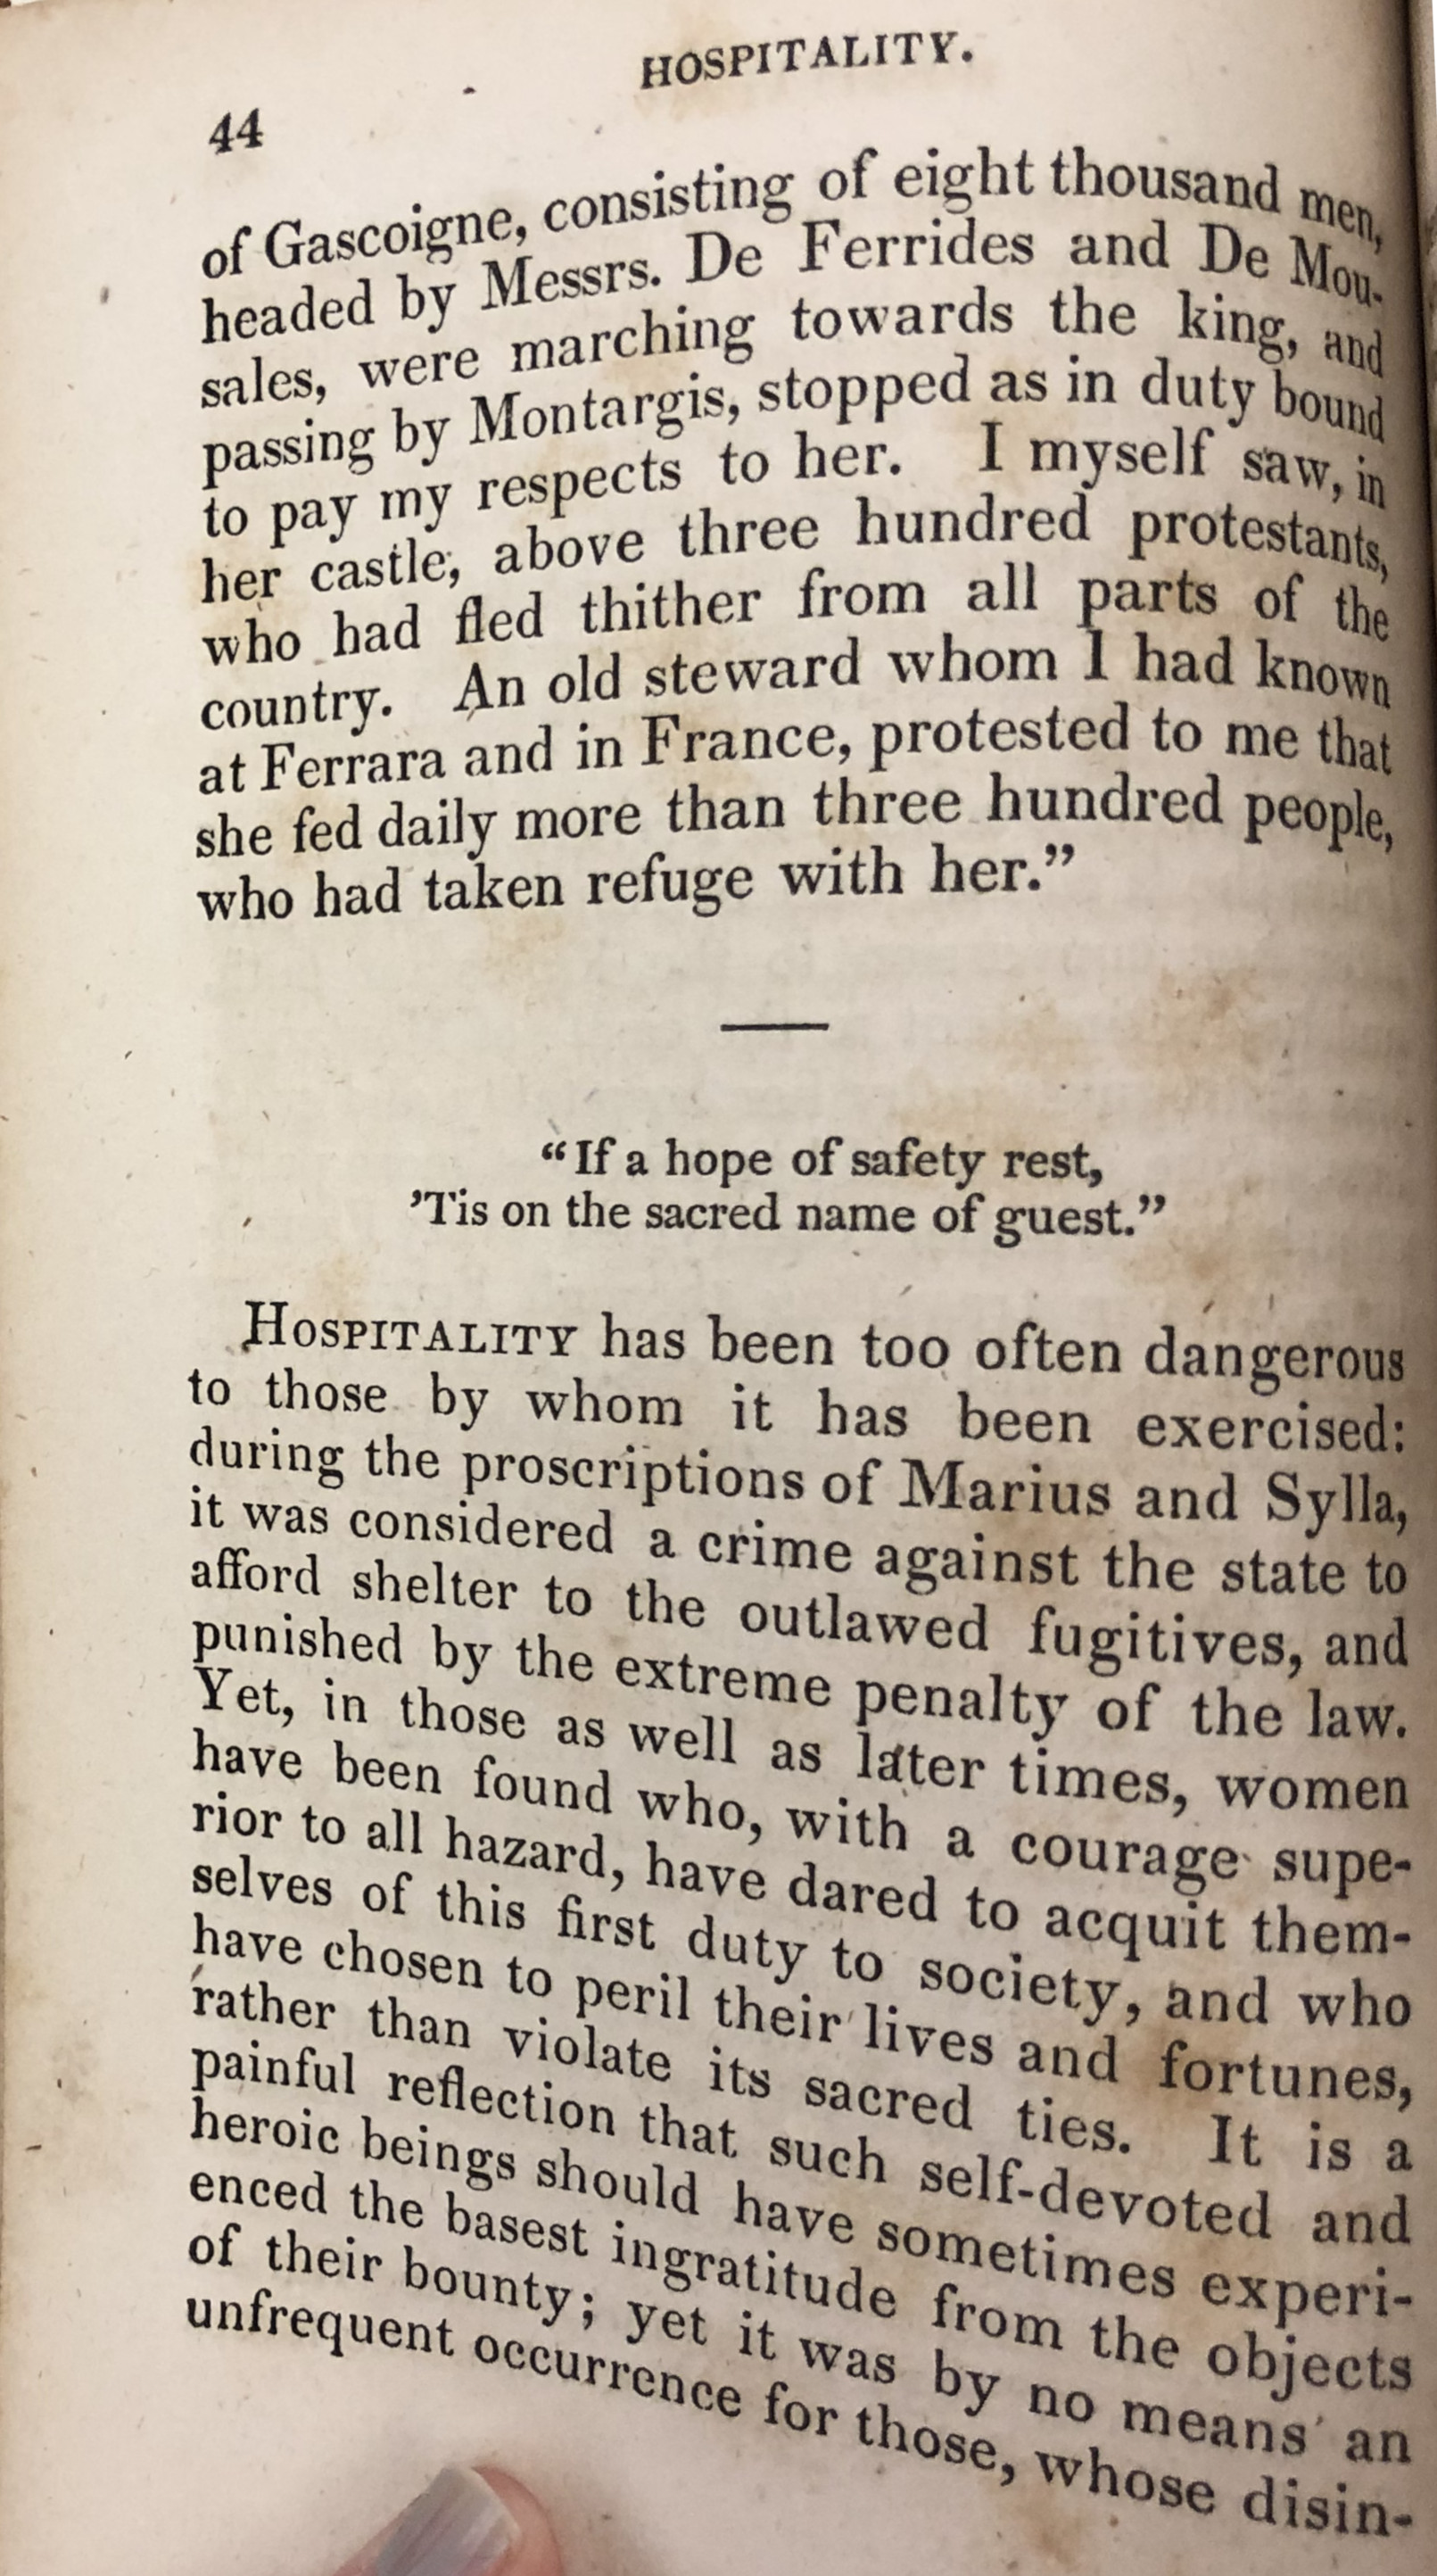 HOSPITALITY.
44
of Gascoigne, consisting of eight thousand men,
headed by Messrs. De Ferrides and De Mou-
sales, were marching towards the king, and
passing by Montargis, stopped as in duty bound
to pay my respects to her. I myself saw, in
her castle, above three hundred protestants,
who had fled thither from all parts of the
country. An old steward whom I had known
at Ferrara and in France, protested to me that
she fed daily more than three hundred people,
who had taken refuge with her.”
“If a hope of safety rest,
’Tis on the sacred name of guest.”
HOSPITALITY has been too often dangerous
to those by whom it has been exercised:
during the proscriptions of Marius and Sylla,
it was considered a crime against the state to
afford shelter to the outlawed fugitives, and
punished by the extreme penalty of the law.
Yet, in those as well as later times, women
have been found who, with a courage supe-
rior to all hazard, have dared to acquit them-
selves of this first duty to society, and who
have chosen to peril their lives and fortunes,
rather than violate its sacred ties. It is a
painful reflection that such self-devoted and
heroic beings should have sometimes experi-
enced the basest ingratitude from the objects
of their bounty; yet it was by no means an
unfrequent occurrence for those, whose disin-